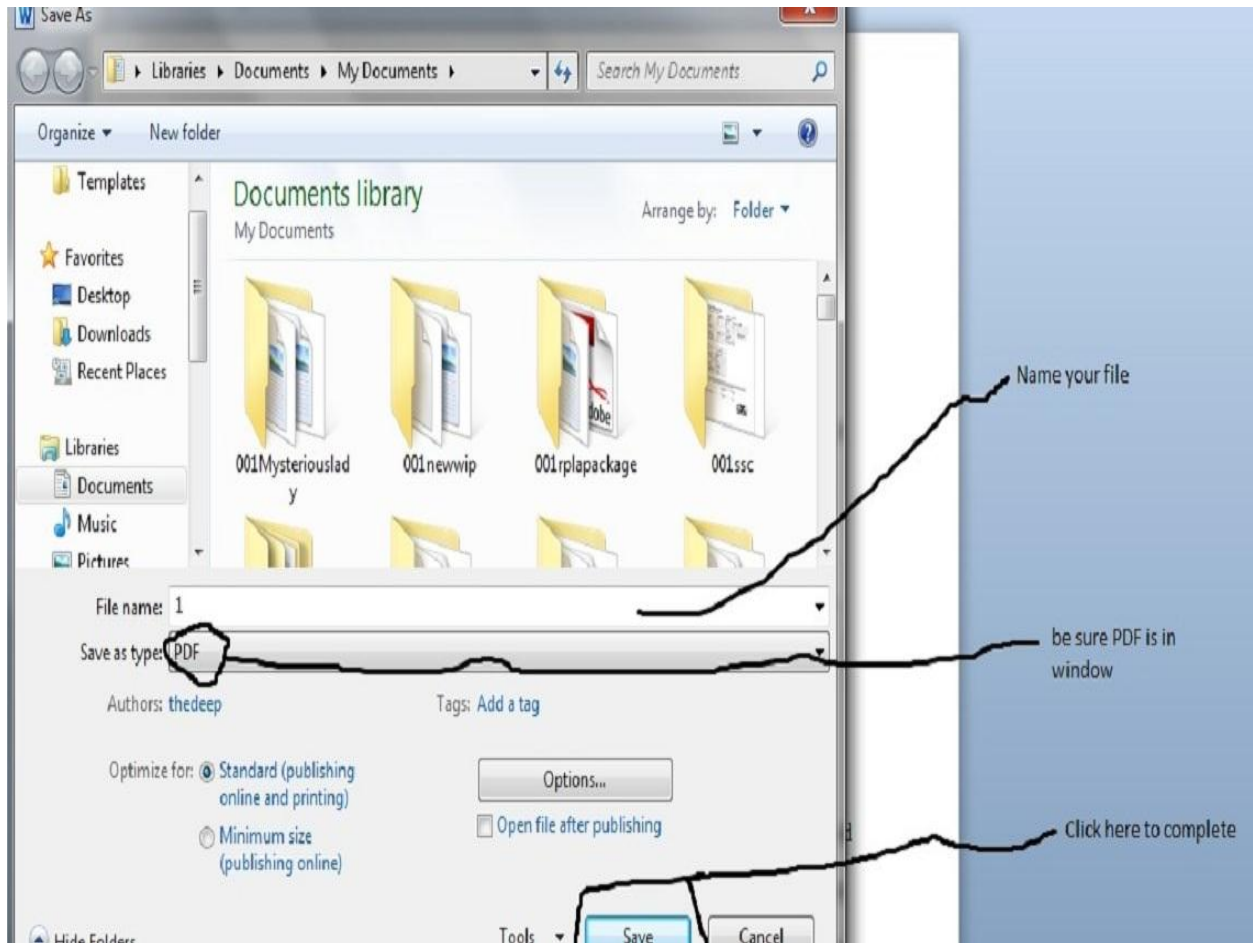 Save As
Libraries Documents My Documents
Search My Documents
Organize
New folder
Templates
Favorites
Desktop
Downloads
Recent Places
Libraries
Documents
Music
Pictures
Documents library
My Documents
Arrange by: Folder
001Mysteriouslad
y
001newwip
001rplapackage
001ssc
File name: 1
Save as type: PDF
Authors: thedeep
Tags: Add a tag
Optimize for: Standard (publishing
online and printing)
Minimum size
(publishing online)
Options...
Open file after publishing
Hide Folders
Tools
Save
Cancel
Name your file
be sure PDF is in
window
Click here to complete